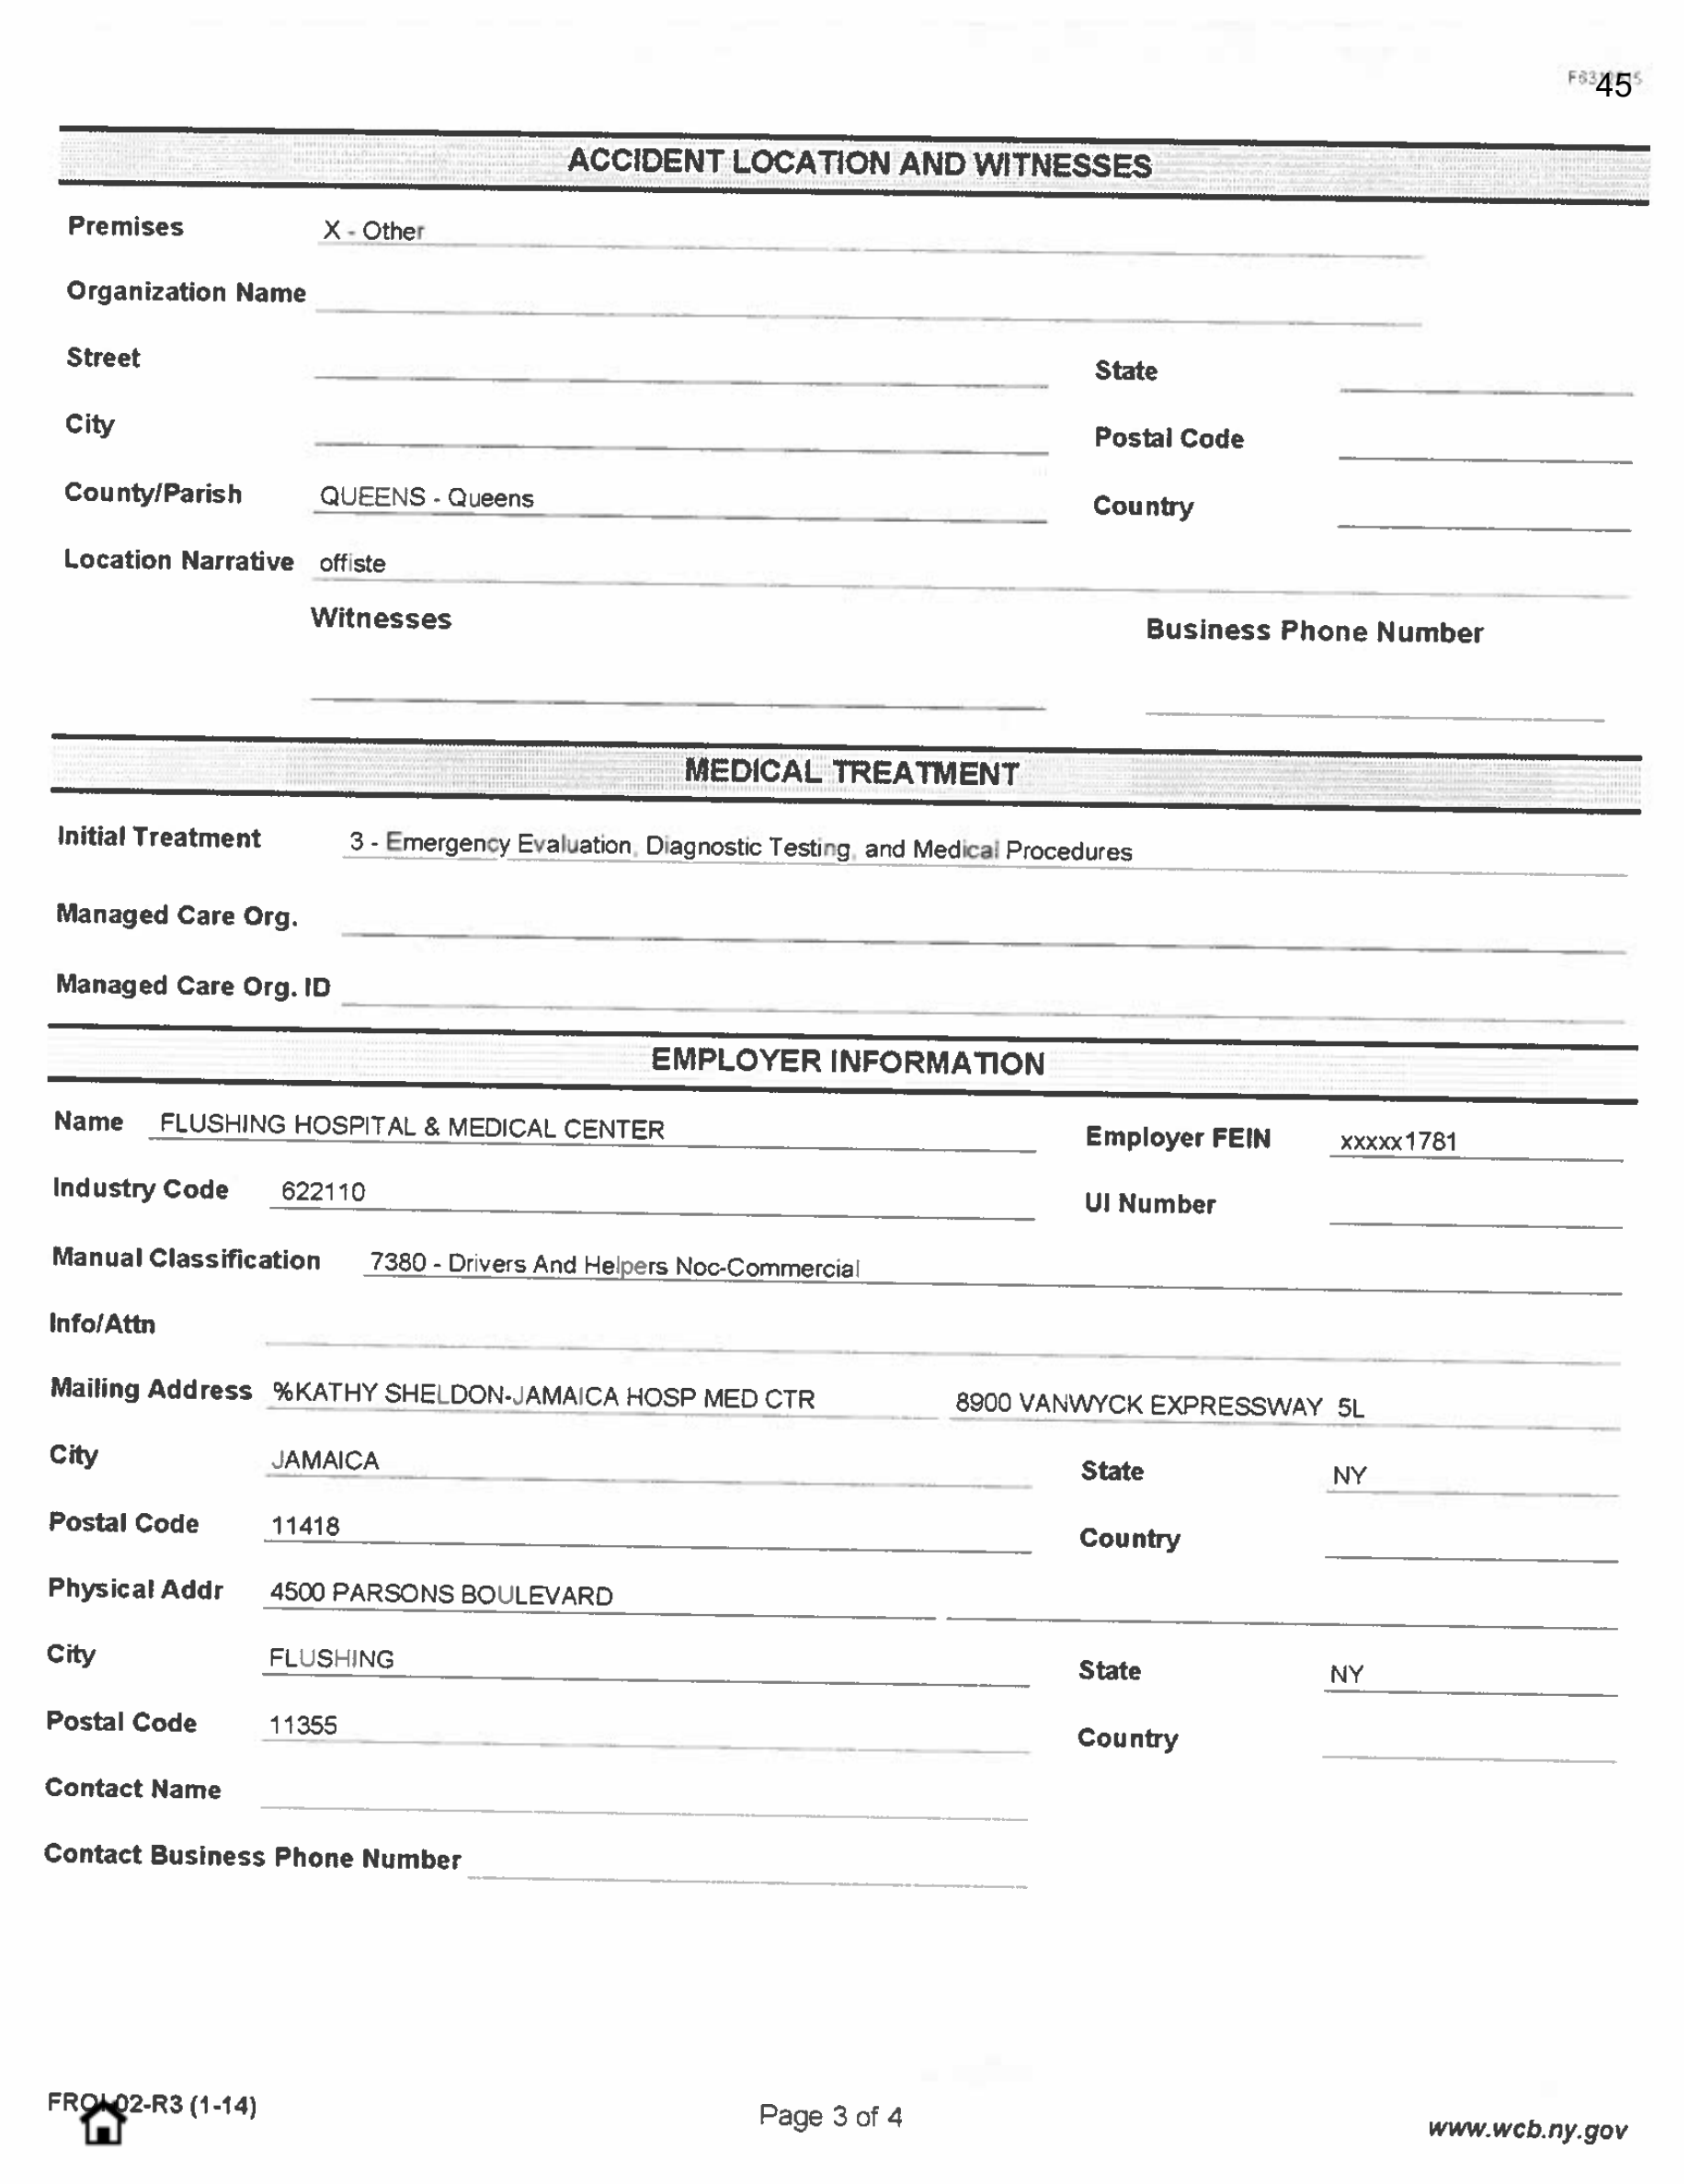 45
ACCIDENT LOCATION AND WITNESSES
Premises X - Other
Organization Name
Street State
City Postal Code
County/Parish QUEENS - Queens Country
Location Narrative offiste
Witnesses Business Phone Number
MEDICAL TREATMENT
Initial Treatment 3 - Emergency Evaluation, Diagnostic Testing, and Medical Procedures
Managed Care Org.
Managed Care Org. ID
EMPLOYER INFORMATION
Name FLUSHING HOSPITAL & MEDICAL CENTER Employer FEIN xxxxx1781
Industry Code 622110 UI Number
Manual Classification 7380 - Drivers And Helpers Noc-Commercial
Info/Attn
Mailing Address %KATHY SHELDON-JAMAICA HOSP MED CTR 8900 VANWYCK EXPRESSWAY 5L
City JAMAICA State NY
Postal Code 11418 Country
Physical Addr 4500 PARSONS BOULEVARD
City FLUSHING State NY
Postal Code 11355 Country
Contact Name
Contact Business Phone Number
02-R3 (1-14) Page 3 of 4 www.wcb.ny.gov